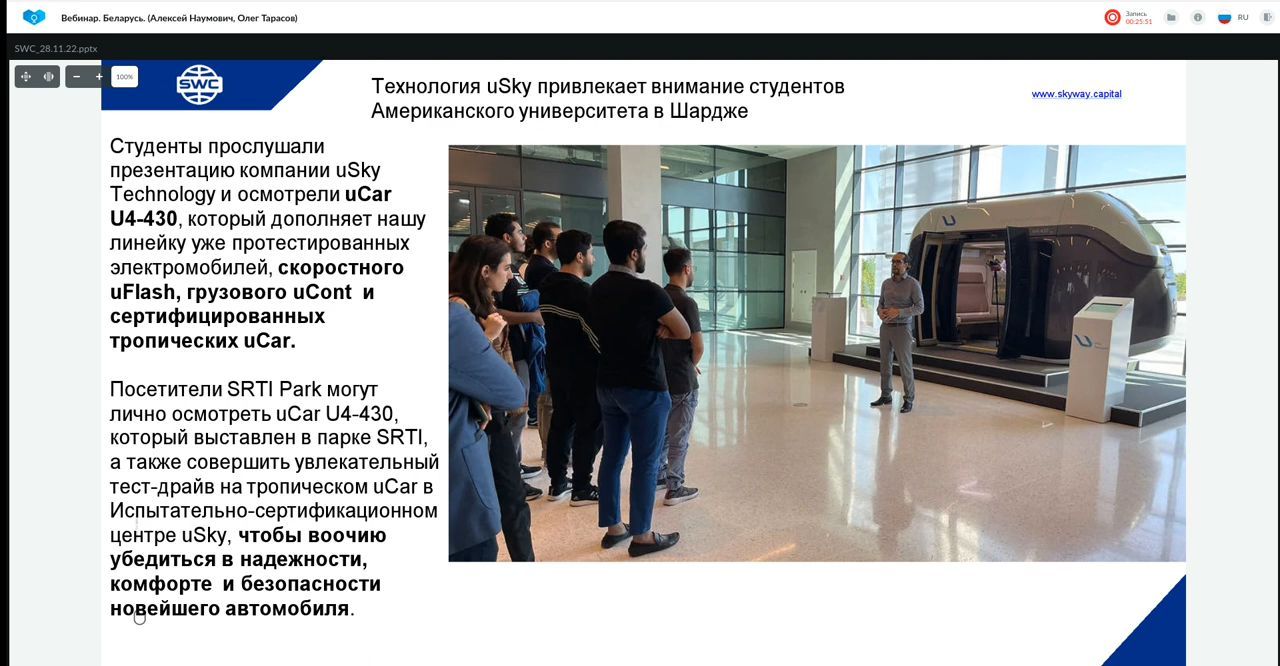 Вебинар. Беларусь. (Алексей Наумович, Олег Тарасов)
Запись
00:25:51
RU
SWC_28.11.22.pptx
100%
SWC
Технология uSky привлекает внимание студентов
Американского университета в Шардже
www.skyway.capital
Студенты прослушали
презентацию компании uSky
Technology и осмотрели uCar
U4-430, который дополняет нашу
линейку уже протестированных
электромобилей, скоростного
uFlash, грузового uCont и
сертифицированных
тропических uCar.
Посетители SRTI Park могут
лично осмотреть uCar U4-430,
который выставлен в парке SRTI,
а также совершить увлекательный
тест-драйв на тропическом uCar в
Испытательно-сертификационном
центре uSky, чтобы воочию
убедиться в надежности,
комфорте и безопасности
новейшего автомобиля.